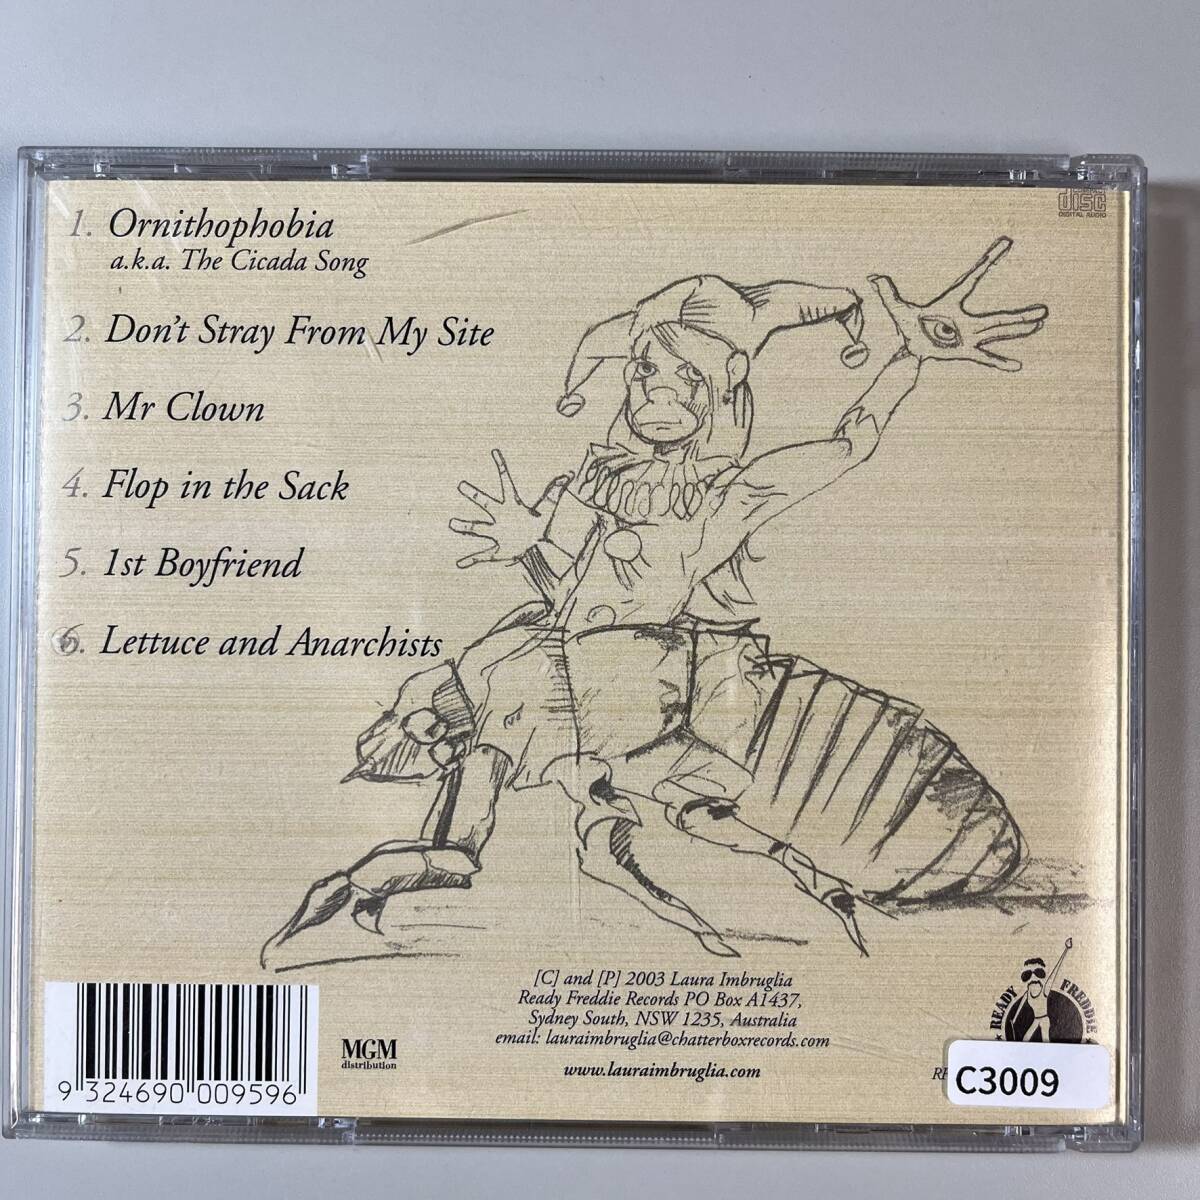 disc
DIGITAL AUDIO
1. Ornithophobia
a.k.a. The Cicada Song
2. Don't Stray From My Site
3. Mr Clown
4. Flop in the Sack
5. 1st Boyfriend
6. Lettuce and Anarchists
[C] and [P] 2003 Laura Imbruglia
Ready Freddie Records PO Box A1437,
Sydney South, NSW 1235, Australia
email: lauraimbruglia@chatterboxrecords.com
www.lauraimbruglia.com
MGM
distribution
9 324690 009596
READY FREDDIE
C3009